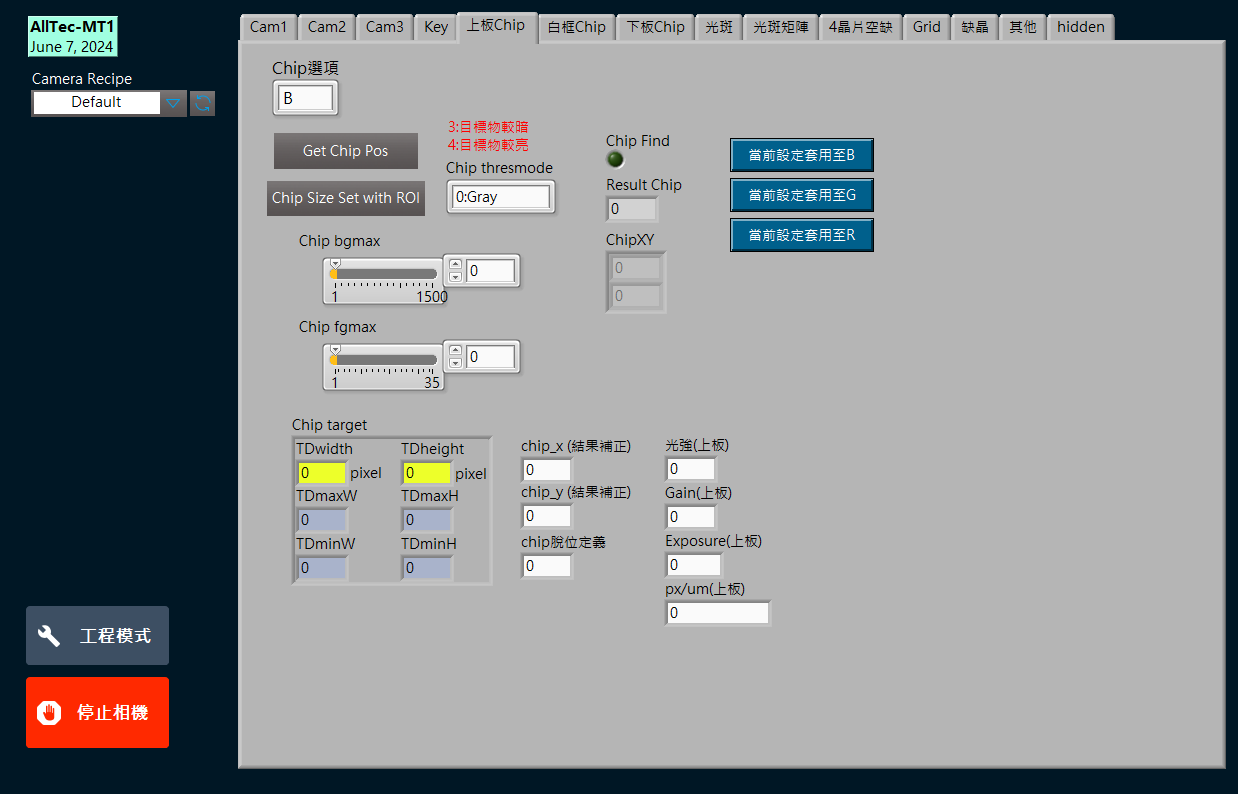 AllTec-MT1
June 7, 2024
Camera Recipe
Default
Cam1 Cam2 Cam3 Key 上板Chip 白框Chip 下板Chip 光斑 光斑矩陣 4晶片空缺 Grid 缺晶 其他 hidden
Chip選項
B
Get Chip Pos
Chip Size Set with ROI
3:目標物較暗
4:目標物較亮
Chip thresmode
0:Gray
Chip Find
Result Chip
0
ChipXY
0
0
當前設定套用至B
當前設定套用至G
當前設定套用至R
Chip bgmax
0
1 1500
Chip fgmax
0
1 35
Chip target
TDwidth TDheight
0 pixel 0 pixel
TDmaxW TDmaxH
0 0
TDminW TDminH
0 0
chip_x (結果補正)
0
chip_y (結果補正)
0
chip脫位定義
0
光強(上板)
0
Gain(上板)
0
Exposure(上板)
0
px/um(上板)
0
工程模式
停止相機